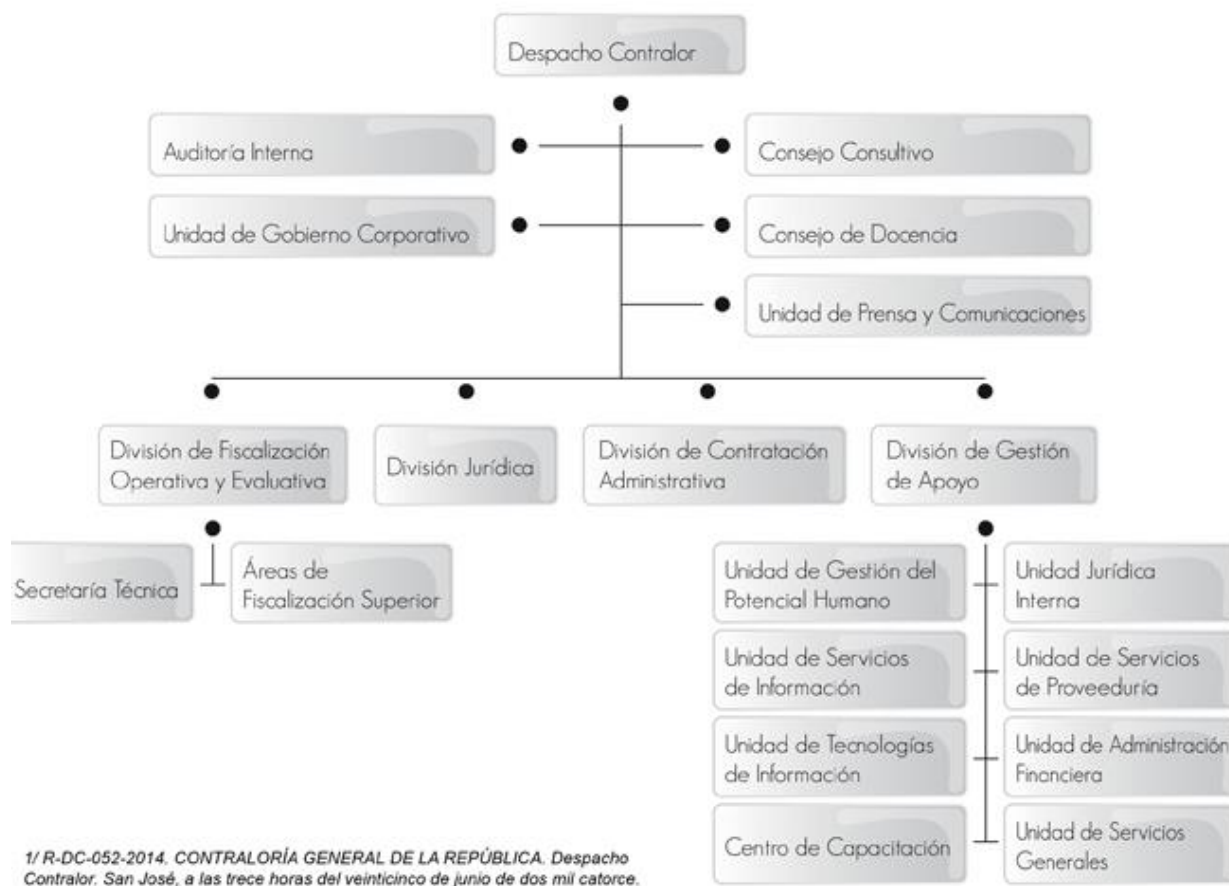 Despacho Contralor
Auditoría Interna
Consejo Consultivo
Unidad de Gobierno Corporativo
Consejo de Docencia
Unidad de Prensa y Comunicaciones
División de Fiscalización
Operativa y Evaluativa
División Jurídica
División de Contratación
Administrativa
División de Gestión
de Apoyo
Secretaría Técnica
Áreas de
Fiscalización Superior
Unidad de Gestión del
Potencial Humano
Unidad Jurídica
Interna
Unidad de Servicios
de Información
Unidad de Servicios
de Proveeduría
Unidad de Tecnologías
de Información
Unidad de Administración
Financiera
Centro de Capacitación
Unidad de Servicios
Generales
1/ R-DC-052-2014. CONTRALORÍA GENERAL DE LA REPÚBLICA. Despacho
Contralor. San José, a las trece horas del veinticinco de junio de dos mil catorce.